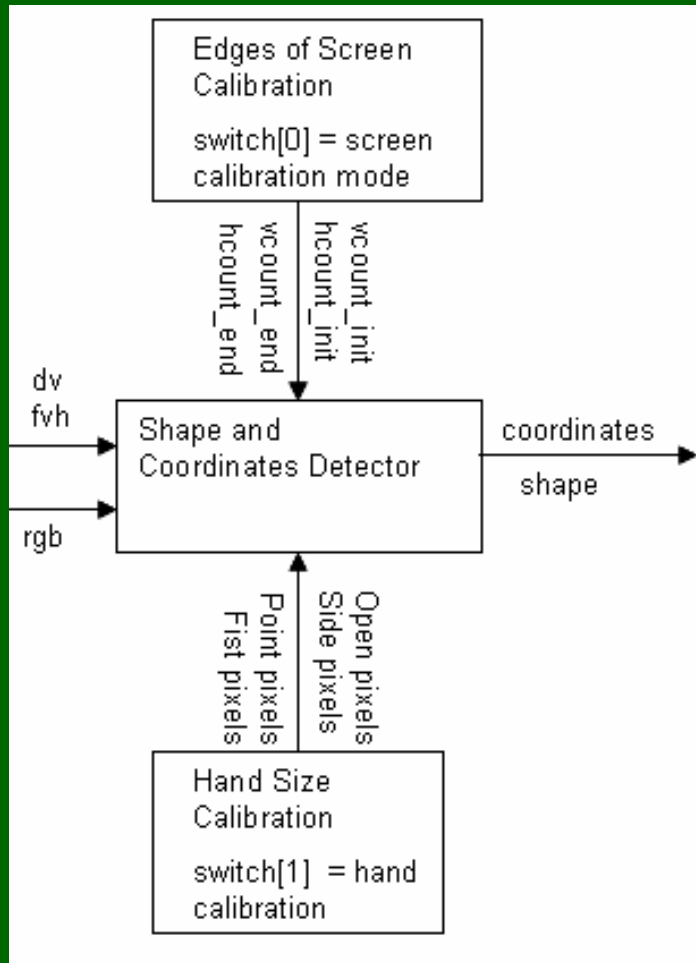 Edges of Screen
Calibration
switch[0] = screen
calibration mode
vcount_init
hcount_init
vcount_end
hcount_end
dv
fvh
rgb
Shape and
Coordinates Detector
coordinates
shape
Open pixels
Side pixels
Point pixels
Fist pixels
Hand Size
Calibration
switch[1] = hand
calibration